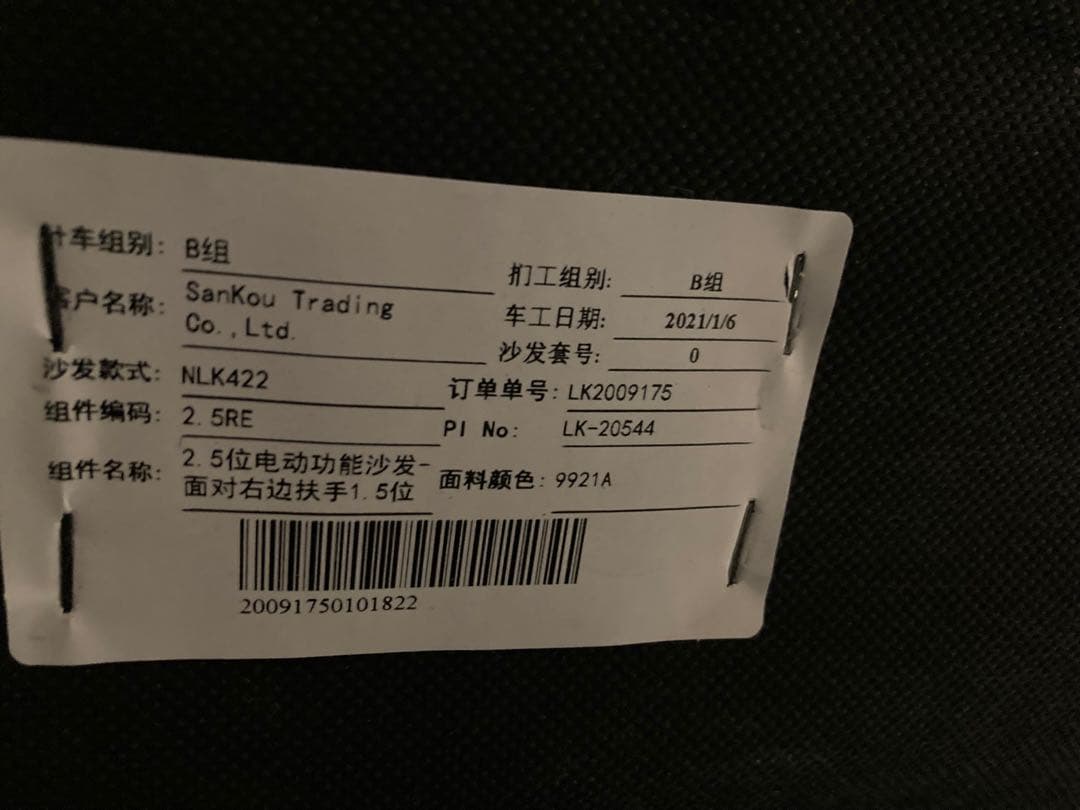 车组别: B组
扪工组别: B组
户名称: SanKou Trading
Co.,Ltd.
车工日期: 2021/1/6
沙发套号: 0
沙发款式: NLK422
订单单号: LK2009175
组件编码: 2.5RE
PI No: LK-20544
组件名称: 2.5位电动功能沙发-
面对右边扶手1.5位
面料颜色: 9921A
20091750101822